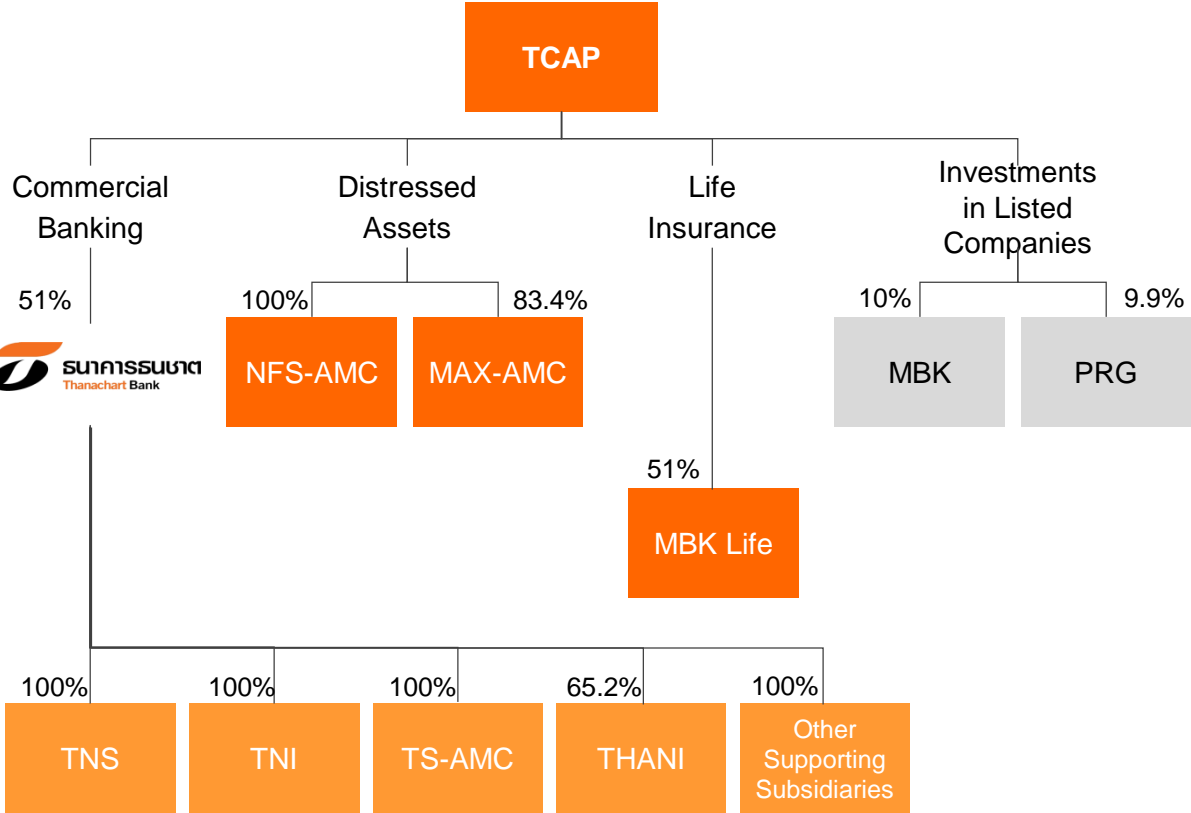 TCAP
Commercial
Banking
Distressed
Assets
Life
Insurance
Investments
in Listed
Companies
51%
100%
83.4%
10%
9.9%
ธนาคารธนชาต
Thanachart Bank
NFS-AMC
MAX-AMC
MBK
PRG
51%
MBK Life
100%
100%
100%
65.2%
100%
TNS
TNI
TS-AMC
THANI
Other
Supporting
Subsidiaries